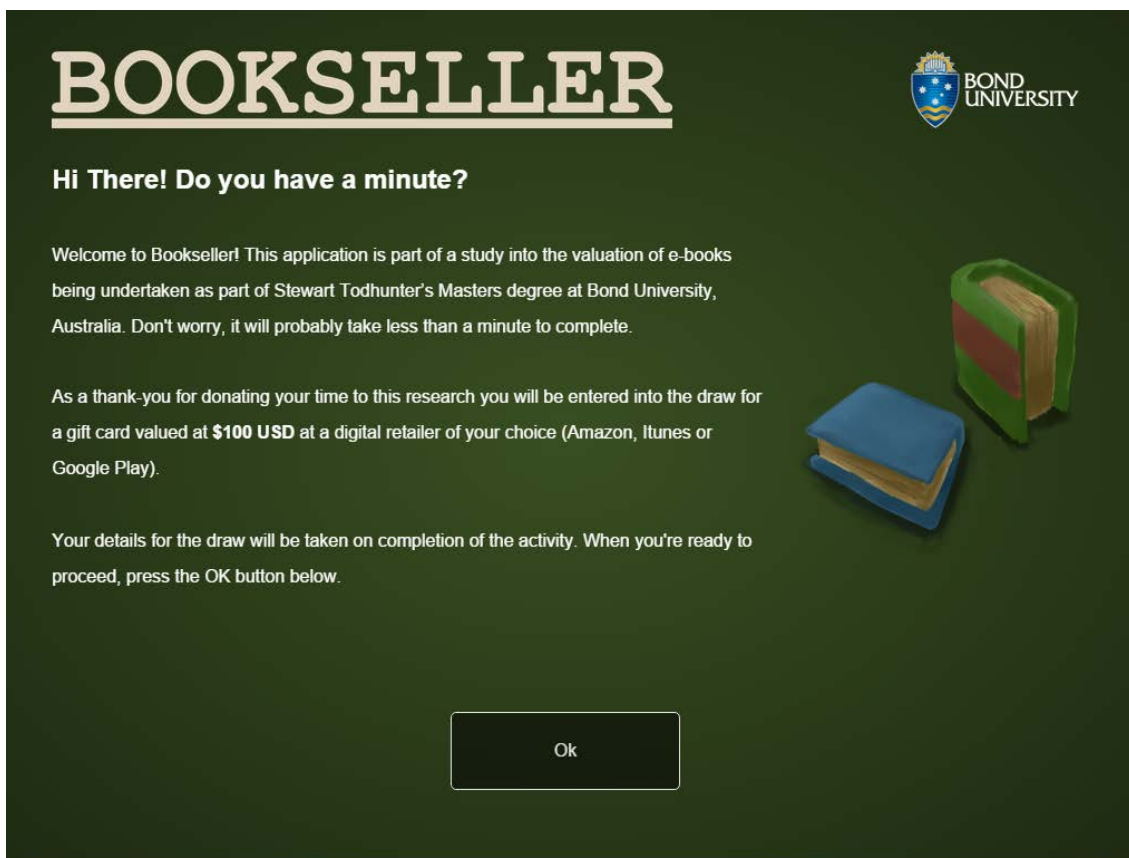 BOOKSELLER
BOND
UNIVERSITY
Hi There! Do you have a minute?
Welcome to Bookseller! This application is part of a study into the valuation of e-books
being undertaken as part of Stewart Todhunter's Masters degree at Bond University,
Australia. Don't worry, it will probably take less than a minute to complete.
As a thank-you for donating your time to this research you will be entered into the draw for
a gift card valued at $100 USD at a digital retailer of your choice (Amazon, Itunes or
Google Play).
Your details for the draw will be taken on completion of the activity. When you're ready to
proceed, press the OK button below.
Ok